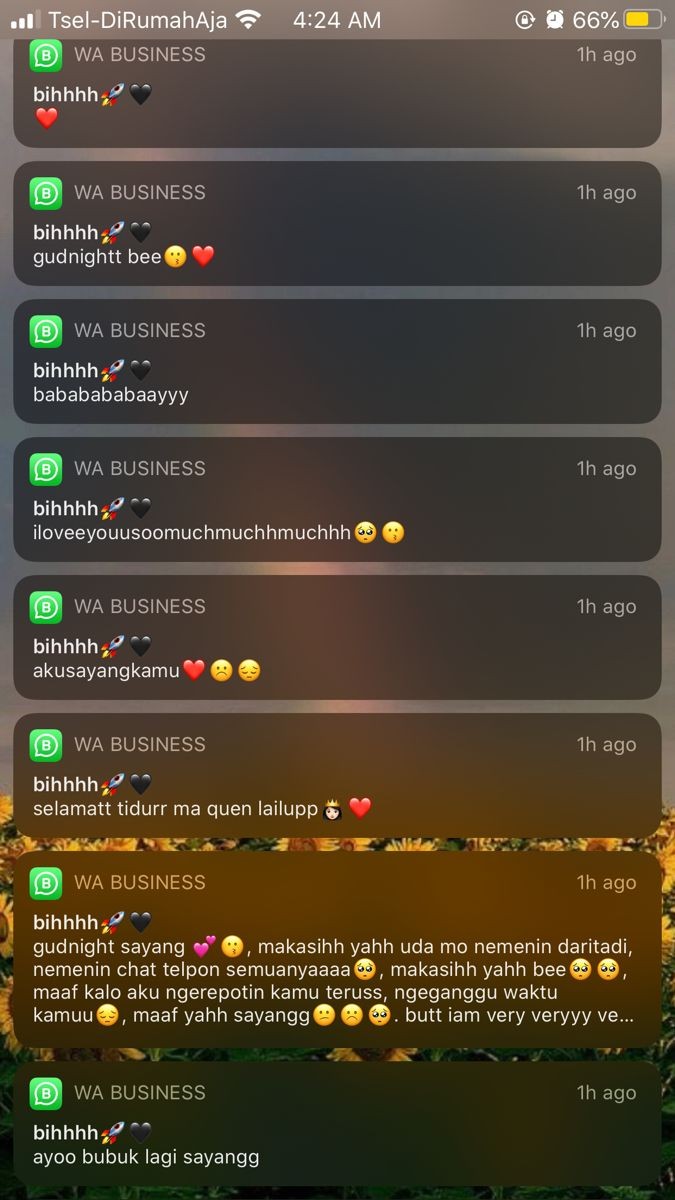 Tsel-DiRumahAja 4:24 AM 66%
WA BUSINESS 1h ago
bihhhh🚀🖤
❤️
WA BUSINESS 1h ago
bihhhh🚀🖤
gudnightt bee😗❤️
WA BUSINESS 1h ago
bihhhh🚀🖤
babababababaayyy
WA BUSINESS 1h ago
bihhhh🚀🖤
iloveeyouusoomuchmuchhmuchhh🥺😗
WA BUSINESS 1h ago
bihhhh🚀🖤
akusayangkamu❤️☹️😔
WA BUSINESS 1h ago
bihhhh🚀🖤
selamatt tidurr ma quen lailupp👸🏻❤️
WA BUSINESS 1h ago
bihhhh🚀🖤
gudnight sayang 💕😗, makasihh yahh uda mo nemenin daritadi,
nemenin chat telpon semuanyaaaa🥺, makasihh yahh bee🥺🥺,
maaf kalo aku ngerepotin kamu teruss, ngeganggu waktu
kamuu😔, maaf yahh sayangg😕☹️🥺. butt iam very veryyy ve...
WA BUSINESS 1h ago
bihhhh🚀🖤
ayoo bubuk lagi sayangg